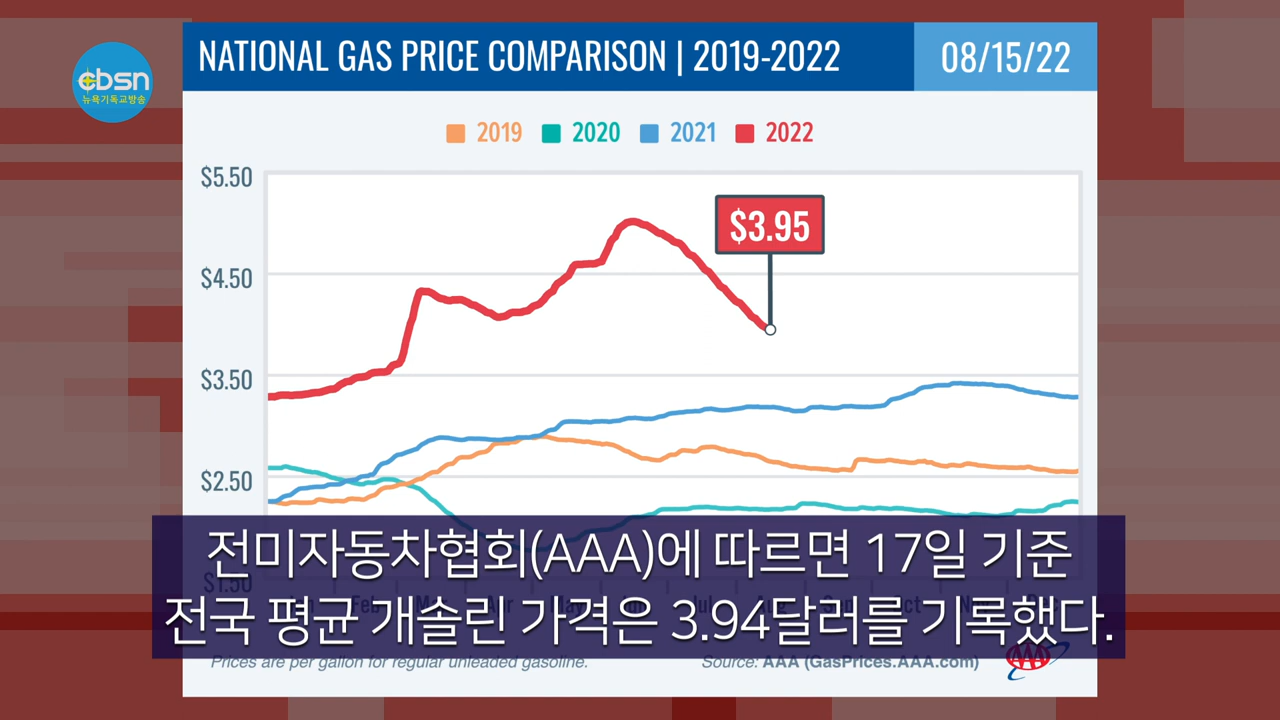 cbsn
뉴욕기독교방송
NATIONAL GAS PRICE COMPARISON | 2019-2022
08/15/22
2019 2020 2021 2022
$5.50
$3.95
$4.50
$3.50
$2.50
전미자동차협회(AAA)에 따르면 17일 기준
$1.50
전국 평균 개솔린 가격은 3.94달러를 기록했다.
Prices are per gallon for regular unleaded gasoline.
Source: AAA (GasPrices.AAA.com)
AAA